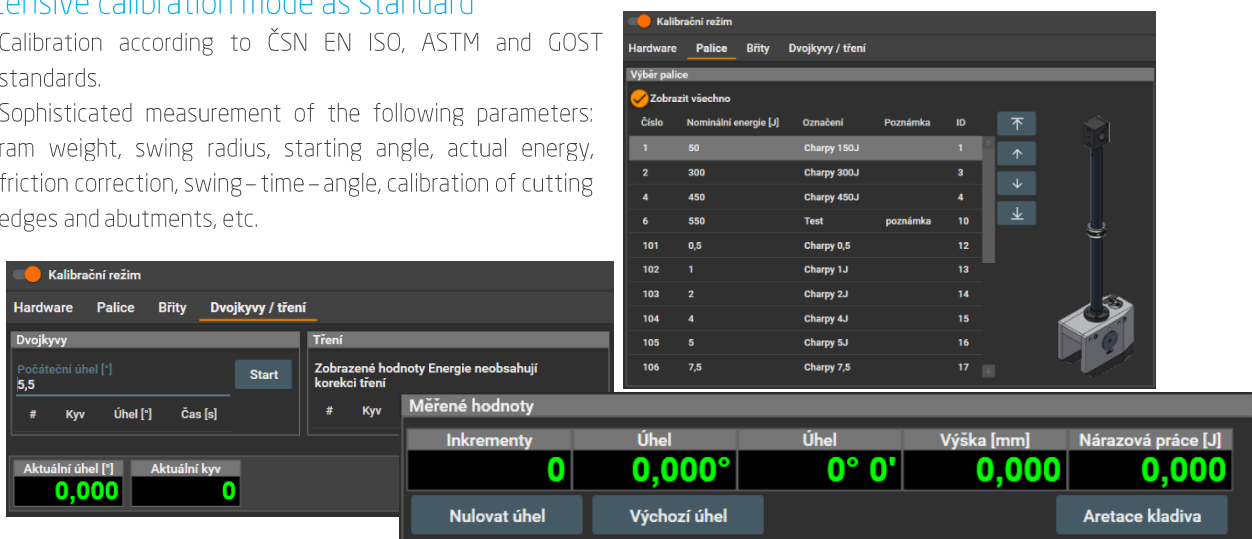 tensive calibration mode as standard
Calibration according to ČSN EN ISO, ASTM and GOST
standards.
Sophisticated measurement of the following parameters:
ram weight, swing radius, starting angle, actual energy,
friction correction, swing – time – angle, calibration of cutting
edges and abutments, etc.
Kalibrační režim
Hardware Palice Břity Dvojkyvy / tření
Výběr palice
Zobrazit všechno
Číslo Nominální energie [J] Označení Poznámka ID
1 50 Charpy 150J 1
2 300 Charpy 300J 3
4 450 Charpy 450J 4
6 550 Test poznámka 10
101 0,5 Charpy 0,5 12
102 1 Charpy 1J 13
103 2 Charpy 2J 14
104 4 Charpy 4J 15
105 5 Charpy 5J 16
106 7,5 Charpy 7,5 17
Kalibrační režim
Hardware Palice Břity Dvojkyvy / tření
Dvojkyvy
Počáteční úhel [°]
5,5
Start
# Kyv Úhel [°] Čas [s]
Tření
Zobrazené hodnoty Energie neobsahují
korekci tření
# Kyv
Aktuální úhel [°] Aktuální kyv
0,000 0
Měřené hodnoty
Inkrementy Úhel Úhel Výška [mm] Nárazová práce [J]
0 0,000° 0° 0' 0,000 0,000
Nulovat úhel Výchozí úhel Aretace kladiva